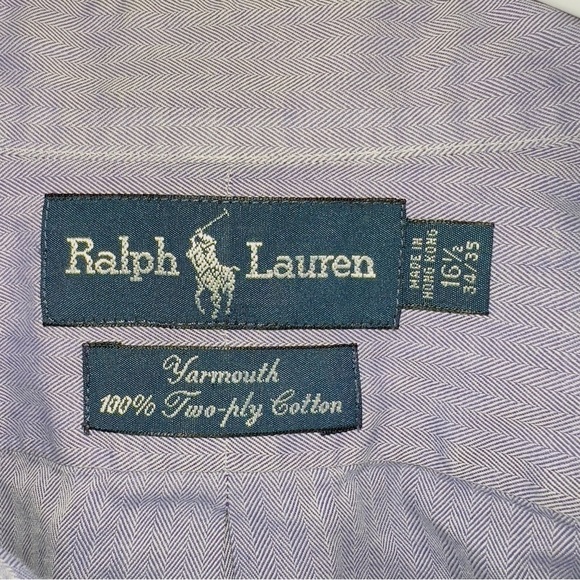 Ralph Lauren
MADE IN
HONG KONG
16½
34/35
Yarmouth
100% Two-ply Cotton